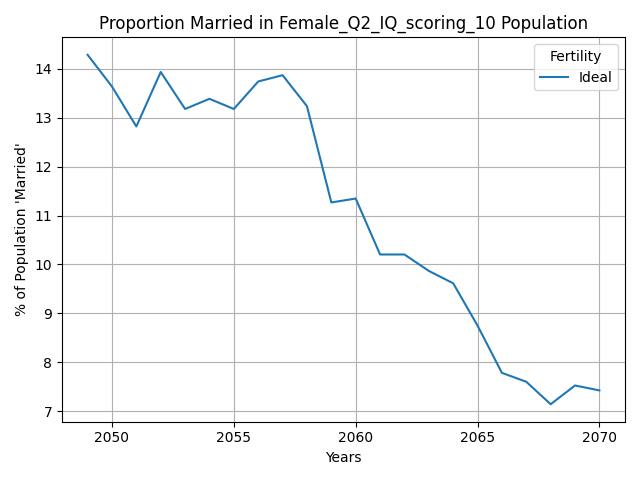 Proportion Married in Female_Q2_IQ_scoring_10 Population
% of Population 'Married'
14
13
12
11
10
9
8
7
Fertility
Ideal
2050 2055 2060 2065 2070
Years